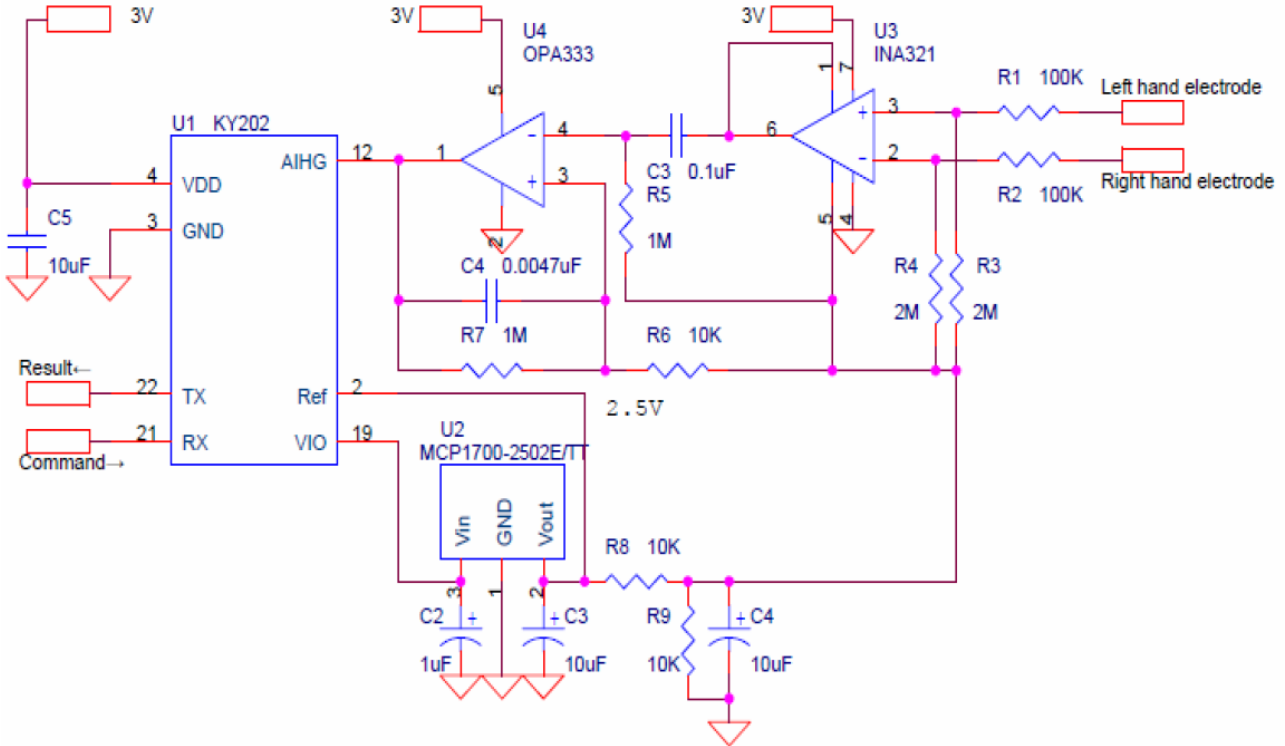 3V
3V
3V
U4
OPA333
U3
INA321
R1 100K
Left hand electrode
R2 100K
Right hand electrode
U1 KY202
AIHG
12
1
5
4
3
2
6
1
7
3
2
5
4
C3 0.1uF
R5
1M
4
VDD
3
GND
C5
10uF
C4 0.0047uF
R7 1M
R6 10K
R4
2M
R3
2M
Result←
22
TX
Ref
2
2.5V
Command→
21
RX
VIO
19
U2
MCP1700-2502E/TT
Vin
GND
Vout
3
1
2
R8 10K
C2
1uF
C3
10uF
R9
10K
C4
10uF
+
+
+
-
+
+
-